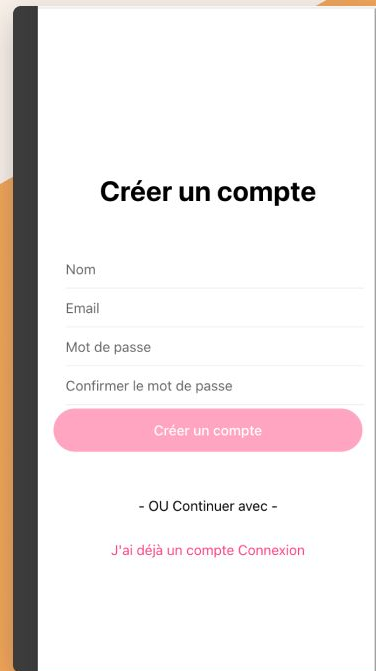 Créer un compte
Nom
Email
Mot de passe
Confirmer le mot de passe
Créer un compte
- OU Continuer avec -
J'ai déjà un compte Connexion